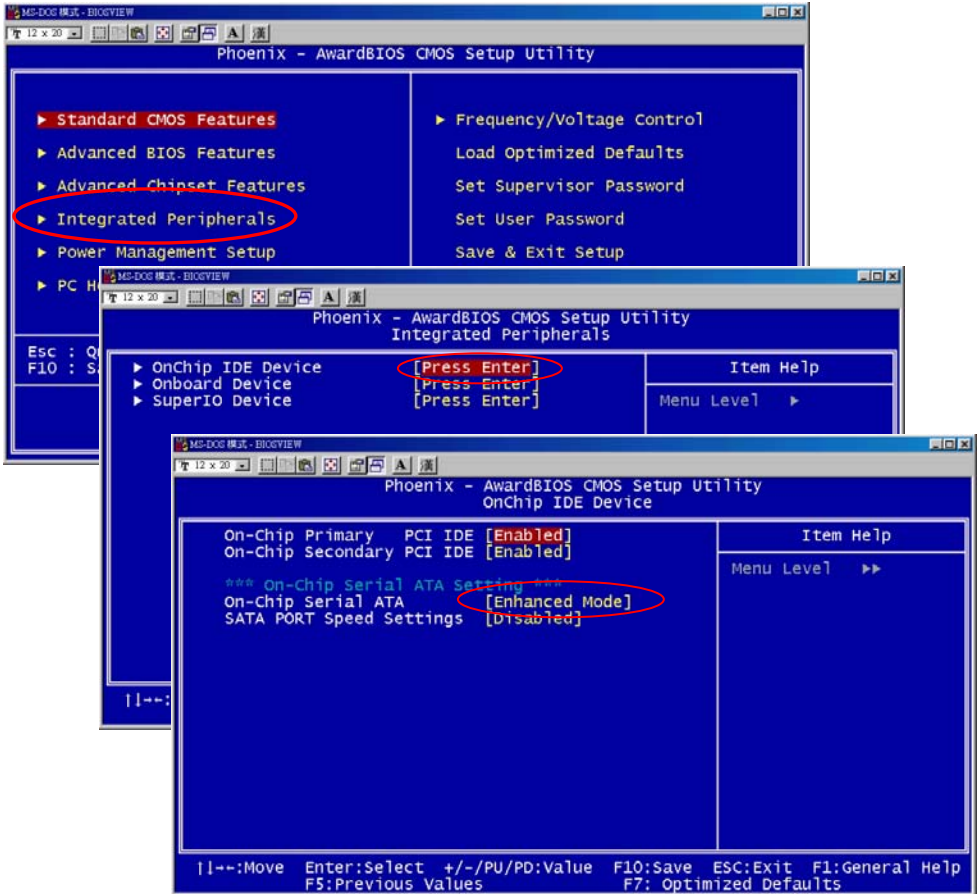 MS-DOS 模式 - BIOSVIEW
12 x 20 A 漢
Phoenix - AwardBIOS CMOS Setup Utility
▶ Standard CMOS Features
▶ Advanced BIOS Features
▶ Advanced Chipset Features
▶ Integrated Peripherals
▶ Power Management Setup
▶ PC H
▶ Frequency/Voltage Control
Load Optimized Defaults
Set Supervisor Password
Set User Password
Save & Exit Setup
Esc : Q
F10 : S
MS-DOS 模式 - BIOSVIEW
12 x 20 A 漢
Phoenix - AwardBIOS CMOS Setup Utility
Integrated Peripherals
▶ OnChip IDE Device [Press Enter]
▶ Onboard Device [Press Enter]
▶ SuperIO Device [Press Enter]
Item Help
Menu Level ▶
↑↓→←:
MS-DOS 模式 - BIOSVIEW
12 x 20 A 漢
Phoenix - AwardBIOS CMOS Setup Utility
OnChip IDE Device
On-Chip Primary PCI IDE [Enabled]
On-Chip Secondary PCI IDE [Enabled]
*** On-Chip Serial ATA Setting ***
On-Chip Serial ATA [Enhanced Mode]
SATA PORT Speed Settings [Disabled]
Item Help
Menu Level ▶▶
↑↓→←:Move Enter:Select +/-/PU/PD:Value F10:Save ESC:Exit F1:General Help
F5:Previous Values F7: Optimized Defaults